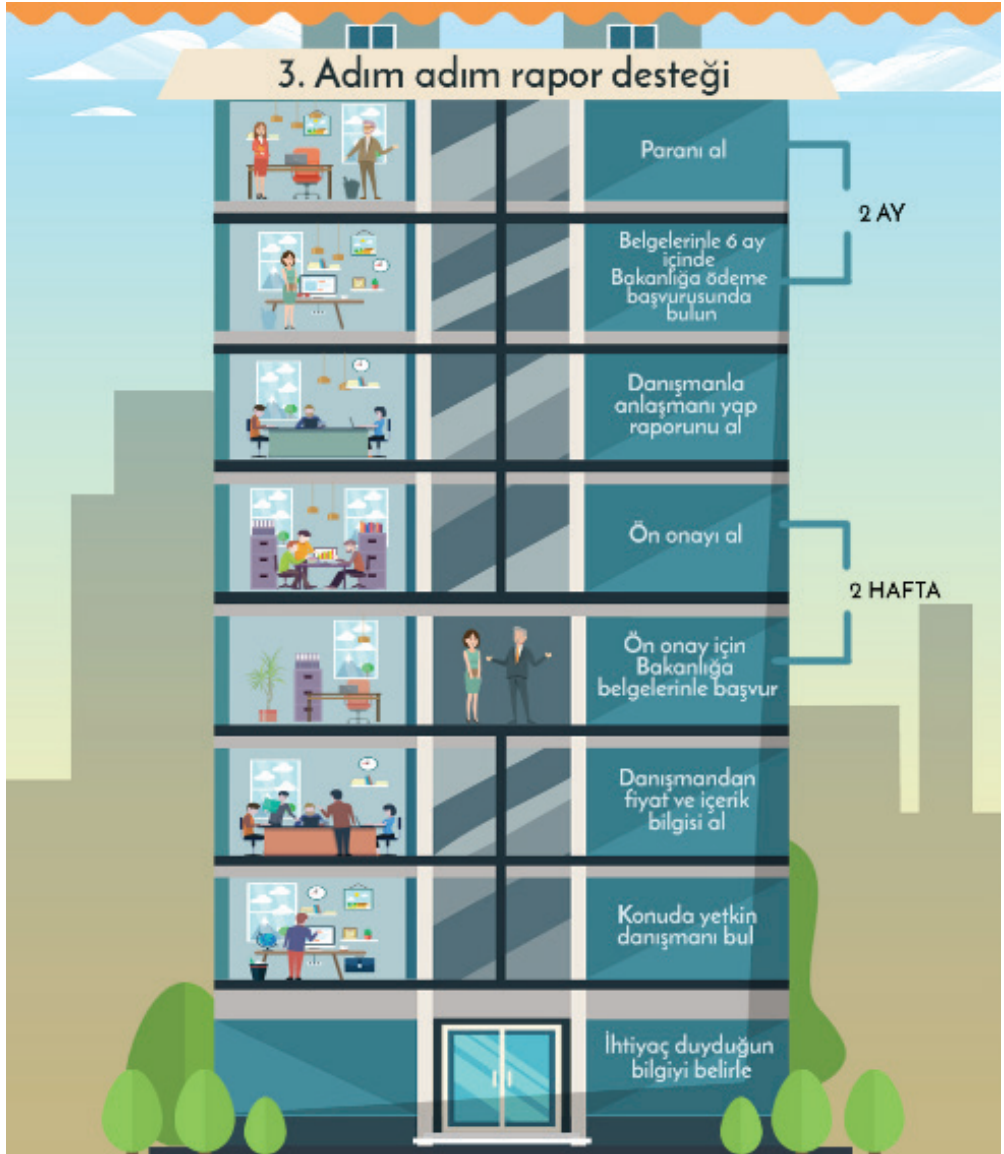 3. Adım adım rapor desteği
Paranı al
2 AY
Belgelerinle 6 ay
içinde
Bakanlığa ödeme
başvurusunda
bulun
Danışmanla
anlaşmanı yap
raporunu al
Ön onayı al
2 HAFTA
Ön onay için
Bakanlığa
belgelerinle başvur
Danışmandan
fiyat ve içerik
bilgisi al
Konuda yetkin
danışmanı bul
İhtiyaç duyduğun
bilgiyi belirle